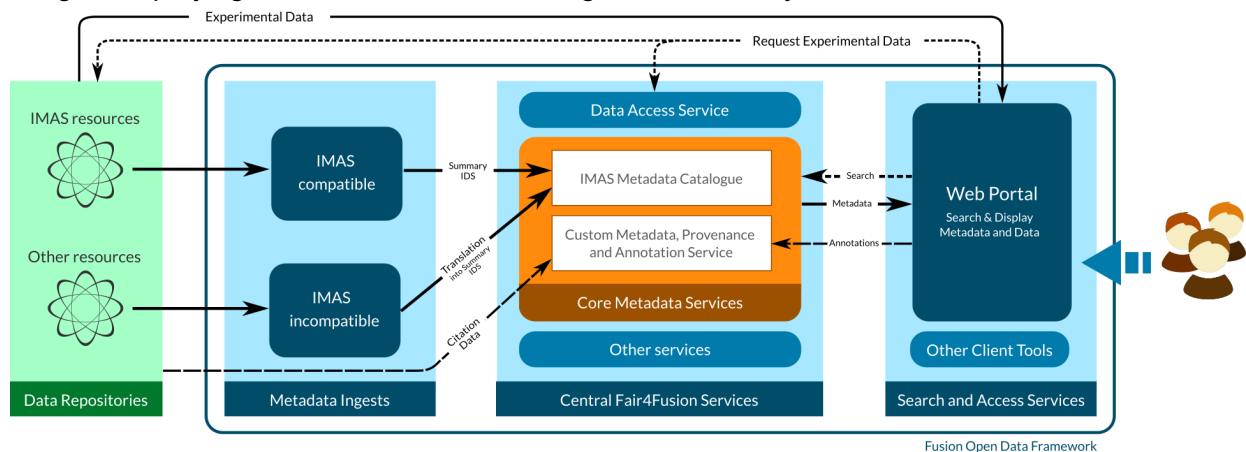 Experimental Data
Request Experimental Data
IMAS resources
Other resources
Data Repositories
IMAS
compatible
IMAS
incompatible
Metadata Ingests
Summary
IDS
Translation
into Summary
IDS
Citation
Data
Data Access Service
IMAS Metadata Catalogue
Custom Metadata, Provenance
and Annotation Service
Core Metadata Services
Other services
Central Fair4Fusion Services
Search
Metadata
Annotations
Web Portal
Search & Display
Metadata and Data
Other Client Tools
Search and Access Services
Fusion Open Data Framework